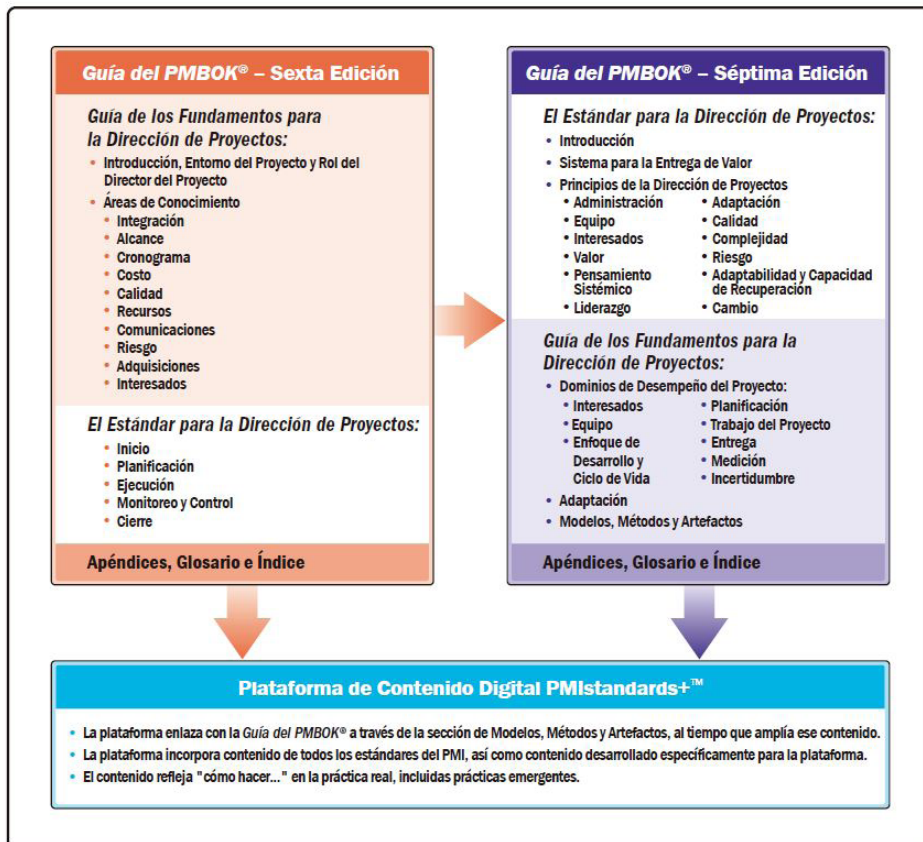 Guía del PMBOK® – Sexta Edición
Guía de los Fundamentos para
la Dirección de Proyectos:
• Introducción, Entorno del Proyecto y Rol del
Director del Proyecto
• Áreas de Conocimiento
• Integración
• Alcance
• Cronograma
• Costo
• Calidad
• Recursos
• Comunicaciones
• Riesgo
• Adquisiciones
• Interesados
El Estándar para la Dirección de Proyectos:
• Inicio
• Planificación
• Ejecución
• Monitoreo y Control
• Cierre
Apéndices, Glosario e Índice
Guía del PMBOK® – Séptima Edición
El Estándar para la Dirección de Proyectos:
• Introducción
• Sistema para la Entrega de Valor
• Principios de la Dirección de Proyectos
• Administración
• Equipo
• Interesados
• Valor
• Pensamiento
Sistémico
• Liderazgo
• Adaptación
• Calidad
• Complejidad
• Riesgo
• Adaptabilidad y Capacidad
de Recuperación
• Cambio
Guía de los Fundamentos para la
Dirección de Proyectos:
• Dominios de Desempeño del Proyecto:
• Interesados
• Equipo
• Enfoque de
Desarrollo y
Ciclo de Vida
• Planificación
• Trabajo del Proyecto
• Entrega
• Medición
• Incertidumbre
• Adaptación
• Modelos, Métodos y Artefactos
Apéndices, Glosario e Índice
Plataforma de Contenido Digital PMIstandards+™
• La plataforma enlaza con la Guía del PMBOK® a través de la sección de Modelos, Métodos y Artefactos, al tiempo que amplía ese contenido.
• La plataforma incorpora contenido de todos los estándares del PMI, así como contenido desarrollado específicamente para la plataforma.
• El contenido refleja "cómo hacer..." en la práctica real, incluidas prácticas emergentes.